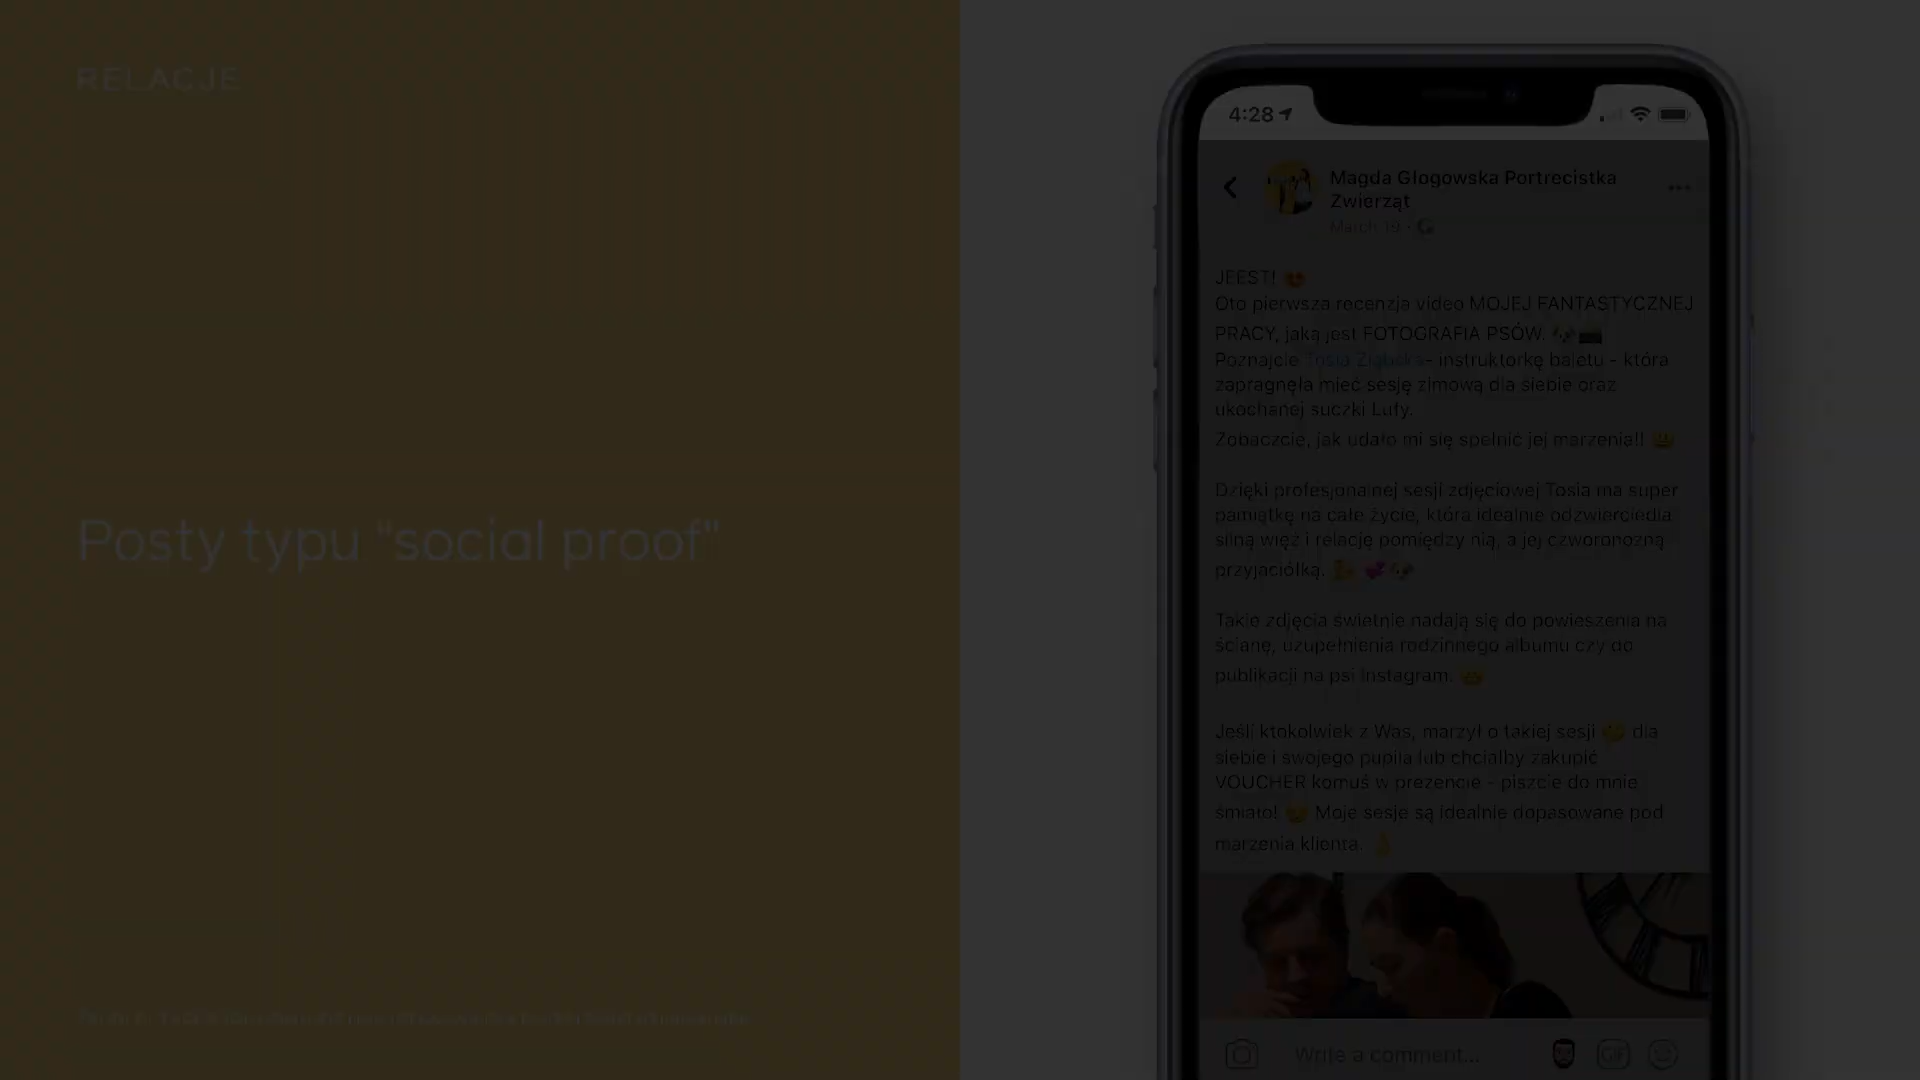 RELACJE
Posty typu "social proof"
4:28
Magda Glogowska Portrecistka
Zwierząt
March 19 ·
JEEST!
Oto pierwsza recenzja video MOJEJ FANTASTYCZNEJ
PRACY, jaką jest FOTOGRAFIA PSÓW.
Poznajcie Tosia - instruktorkę baletu - która
zapragnęła mieć sesję zimową dla siebie oraz
ukochanej suczki Lufy.
Zobaczcie, jak udało mi się spełnić jej marzenia!!
Dzięki profesjonalnej sesji zdjęciowej Tosia ma super
pamiątkę na całe życie, która idealnie odzwierciedla
silną więź i relację pomiędzy nią, a jej czworonożną
przyjaciółką.
Takie zdjęcia świetnie nadają się do powieszenia na
ścianę, uzupełnienia rodzinnego albumu czy do
publikacji na psi Instagram.
Jeśli ktokolwiek z Was, marzył o takiej sesji dla
siebie i swojego pupila lub chciałby zakupić
VOUCHER komuś w prezencie - piszcie do mnie
śmiało! Moje sesje są idealnie dopasowane pod
marzenia klienta.
Write a comment...
GIF